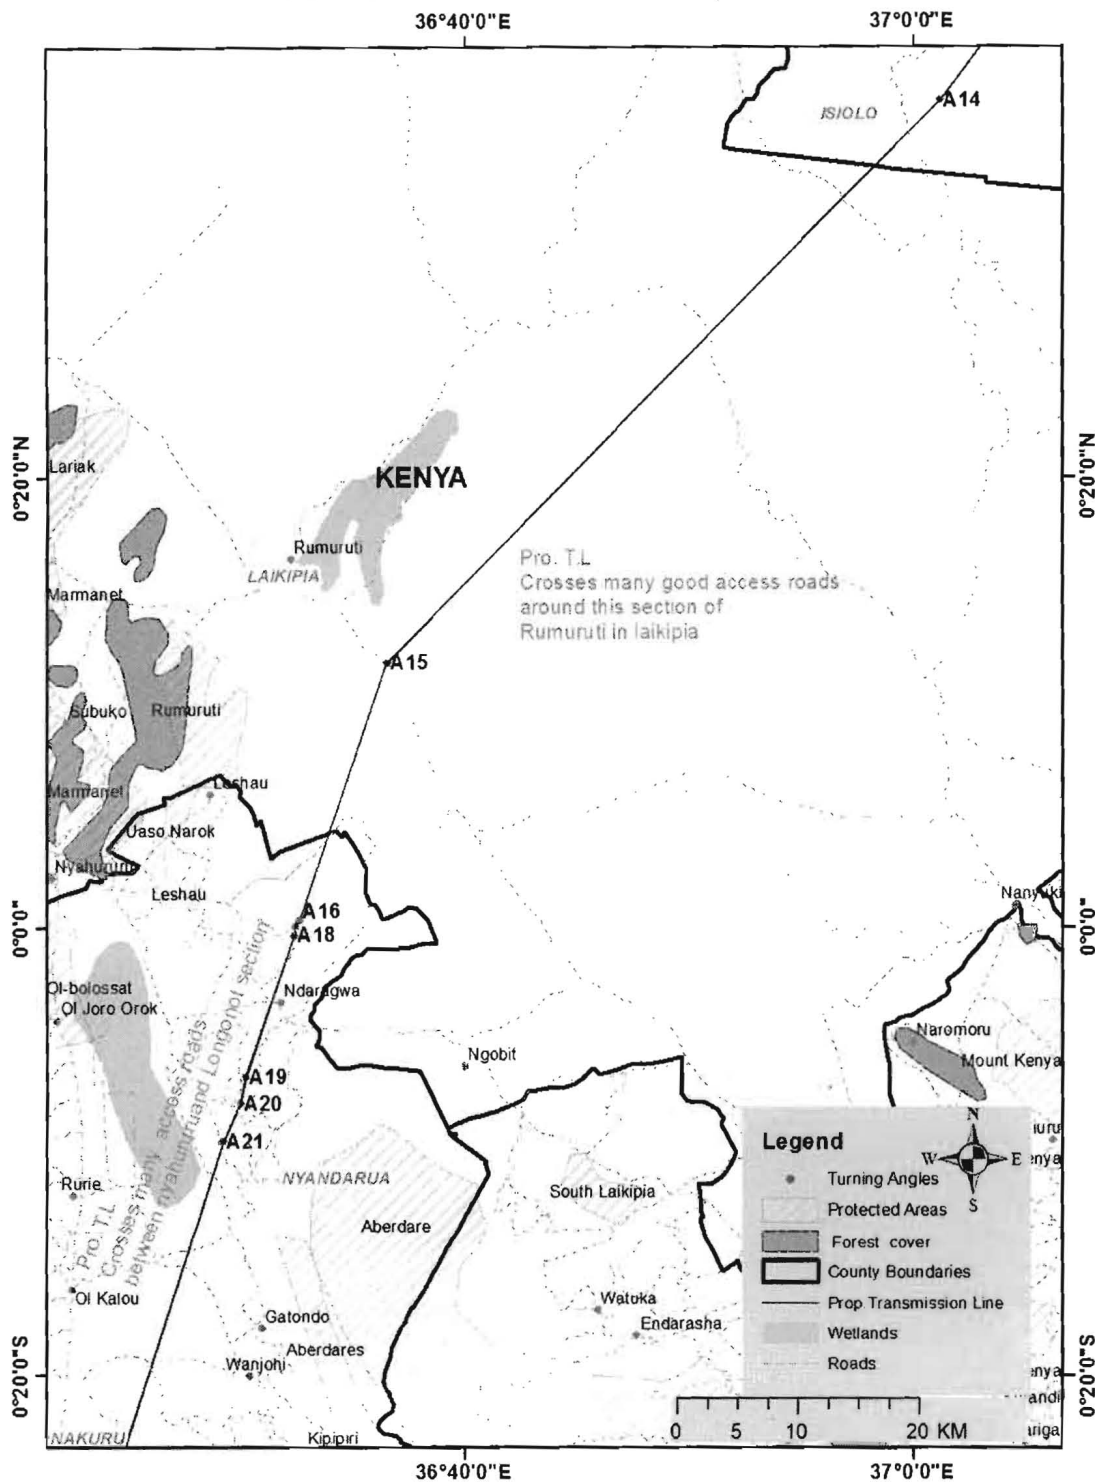 36°40'0"E
37°0'0"E
A14
ISIOLO
0°20'0"N
0°20'0"N
Lariak
KENYA
Rumuruti
LAIKIPIA
Pro. T.L
Crosses many good access roads
around this section of
Rumuruti in laikipia
Marmanet
A15
Subuko
Rumuruti
Marmanet
Leshau
Uaso Narok
Nyahururu
Leshau
Nanyuki
A16
A18
0°0'0"
0°0'0"
Ol-bolossat
Ol Joro Orok
Ndaragwa
Naromoru
Mount Kenya
Ngobit
A19
A20
A21
Pro. T.L
Crosses many access roads
between nyahururuand Longonot section
NYANDARUA
South Laikipia
Rurie
Aberdare
Ol Kalou
Gatondo
Aberdares
Wanjohi
Watuka
Endarasha
Legend
Turning Angles
Protected Areas
Forest cover
County Boundaries
Prop.Transmission Line
Wetlands
Roads
N
W
E
S
iuru
enya
enya
andi
ariga
0°20'0"S
0°20'0"S
0 5 10 20 KM
NAKURU
Kipipiri
36°40'0"E
37°0'0"E